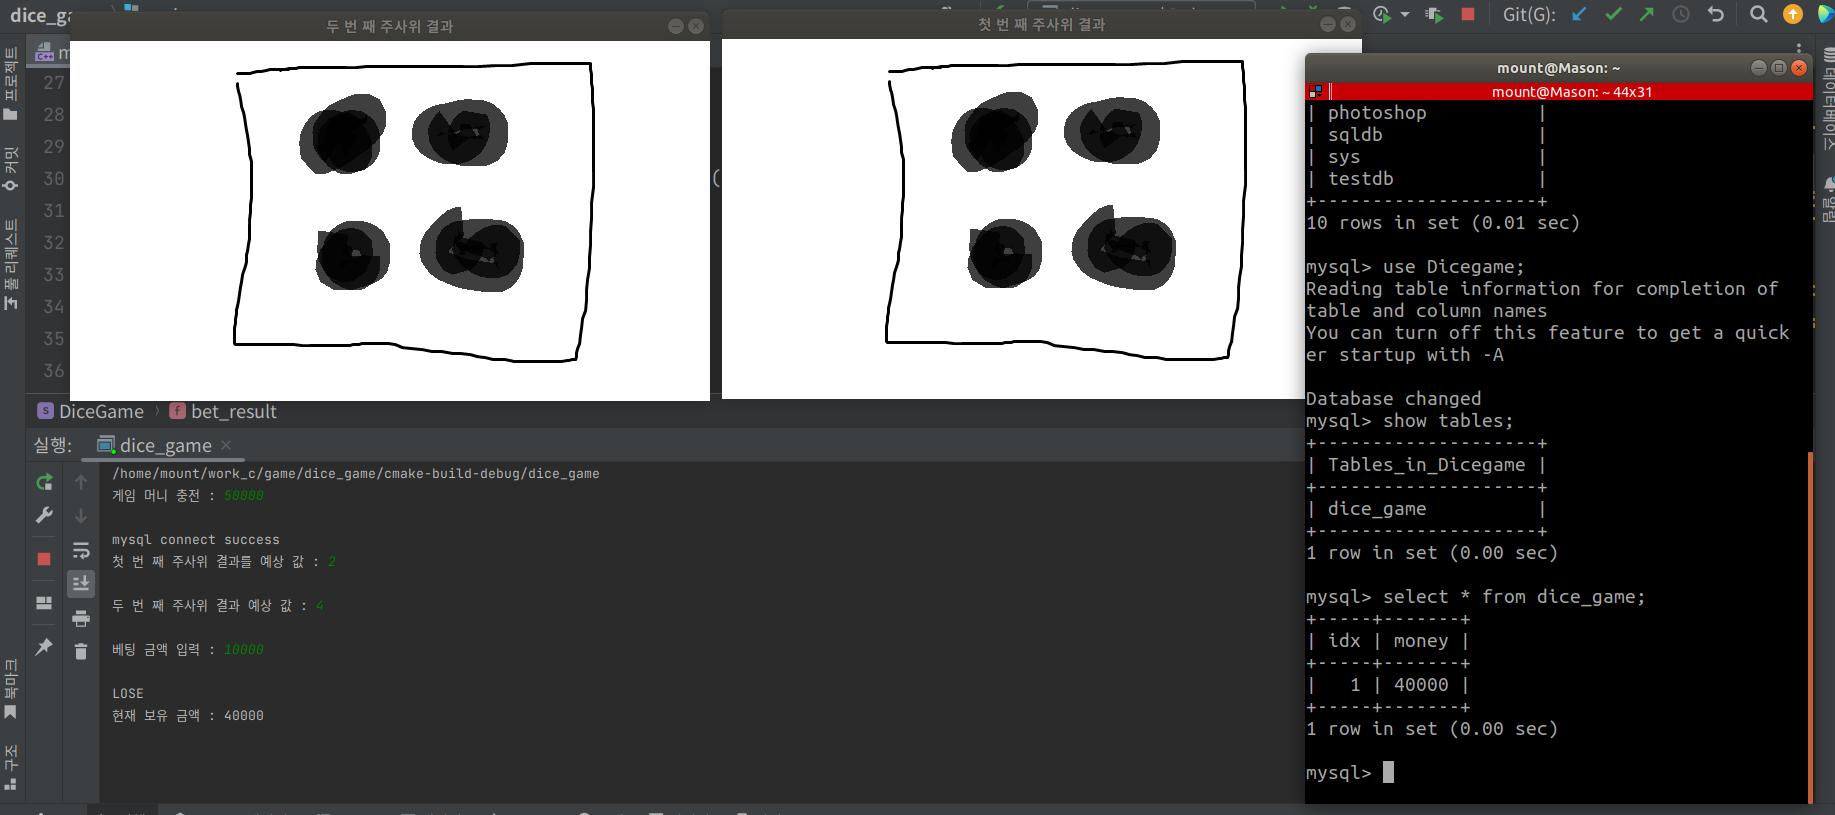 dice_ga
두 번 째 주사위 결과
첫 번 째 주사위 결과
Git(G):
프로젝트
커밋
풀 리퀘스트
북마크
구조
데이터베이스
알림
27
28
29
30
31
32
33
34
35
36
(
DiceGame
bet_result
실행:
dice_game
/home/mount/work_c/game/dice_game/cmake-build-debug/dice_game
게임 머니 충전 : 50000
mysql connect success
첫 번 째 주사위 결과를 예상 값 : 2
두 번 째 주사위 결과 예상 값 : 4
베팅 금액 입력 : 10000
LOSE
현재 보유 금액 : 40000
mount@Mason: ~
mount@Mason: ~ 44x31
| photoshop          |
| sqldb              |
| sys                |
| testdb             |
+--------------------+
10 rows in set (0.01 sec)
mysql> use Dicegame;
Reading table information for completion of
table and column names
You can turn off this feature to get a quick
er startup with -A
Database changed
mysql> show tables;
+--------------------+
| Tables_in_Dicegame |
+--------------------+
| dice_game          |
+--------------------+
1 row in set (0.00 sec)
mysql> select * from dice_game;
+-----+-------+
| idx | money |
+-----+-------+
|   1 | 40000 |
+-----+-------+
1 row in set (0.00 sec)
mysql>